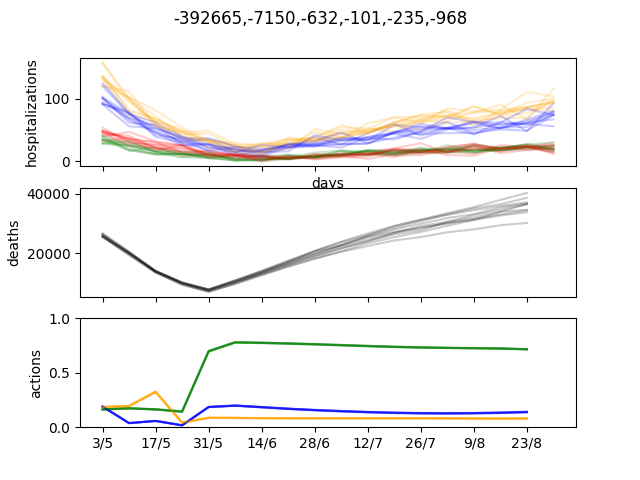 -392665,-7150,-632,-101,-235,-968
hospitalizations
100
0
days
deaths
40000
20000
actions
1.0
0.5
0.0
3/5 17/5 31/5 14/6 28/6 12/7 26/7 9/8 23/8